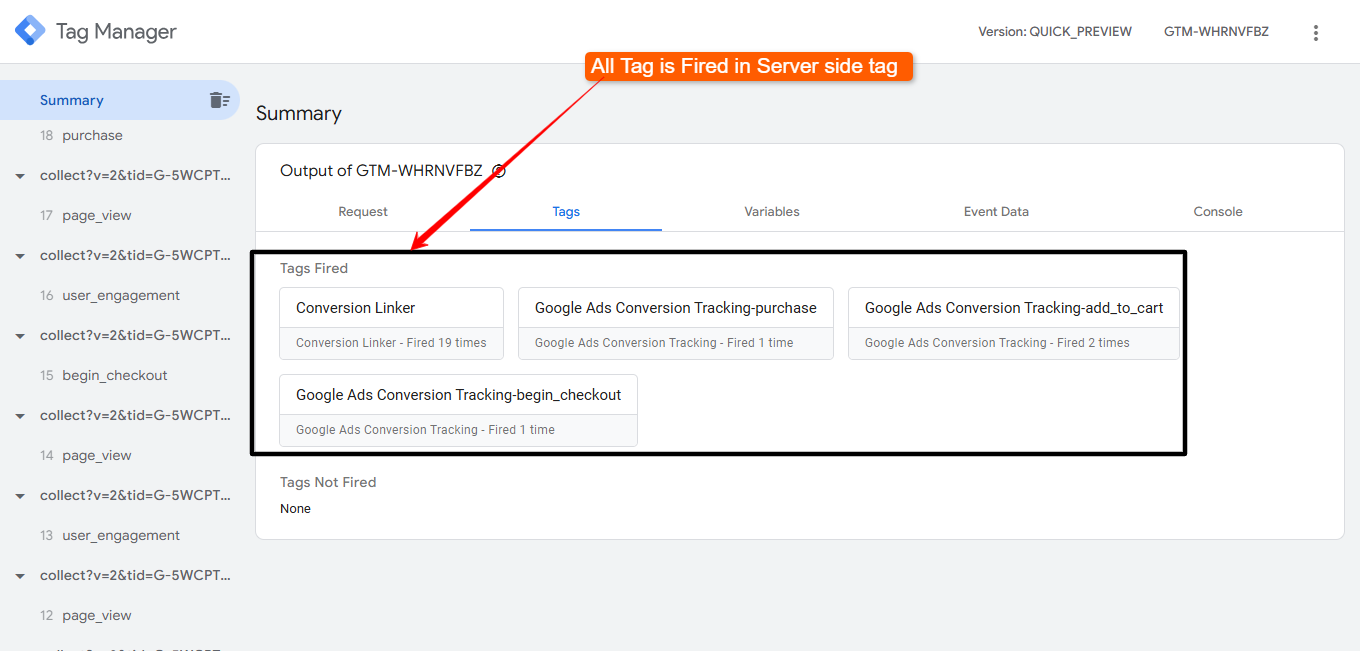 Tag Manager
Version: QUICK_PREVIEW
GTM-WHRNVFBZ
All Tag is Fired in Server side tag
Summary
18 purchase
collect?v=2&tid=G-5WCPT...
17 page_view
collect?v=2&tid=G-5WCPT...
16 user_engagement
collect?v=2&tid=G-5WCPT...
15 begin_checkout
collect?v=2&tid=G-5WCPT...
14 page_view
collect?v=2&tid=G-5WCPT...
13 user_engagement
collect?v=2&tid=G-5WCPT...
12 page_view
Summary
Output of GTM-WHRNVFBZ
Request Tags Variables Event Data Console
Tags Fired
Conversion Linker
Conversion Linker - Fired 19 times
Google Ads Conversion Tracking-purchase
Google Ads Conversion Tracking - Fired 1 time
Google Ads Conversion Tracking-add_to_cart
Google Ads Conversion Tracking - Fired 2 times
Google Ads Conversion Tracking-begin_checkout
Google Ads Conversion Tracking - Fired 1 time
Tags Not Fired
None